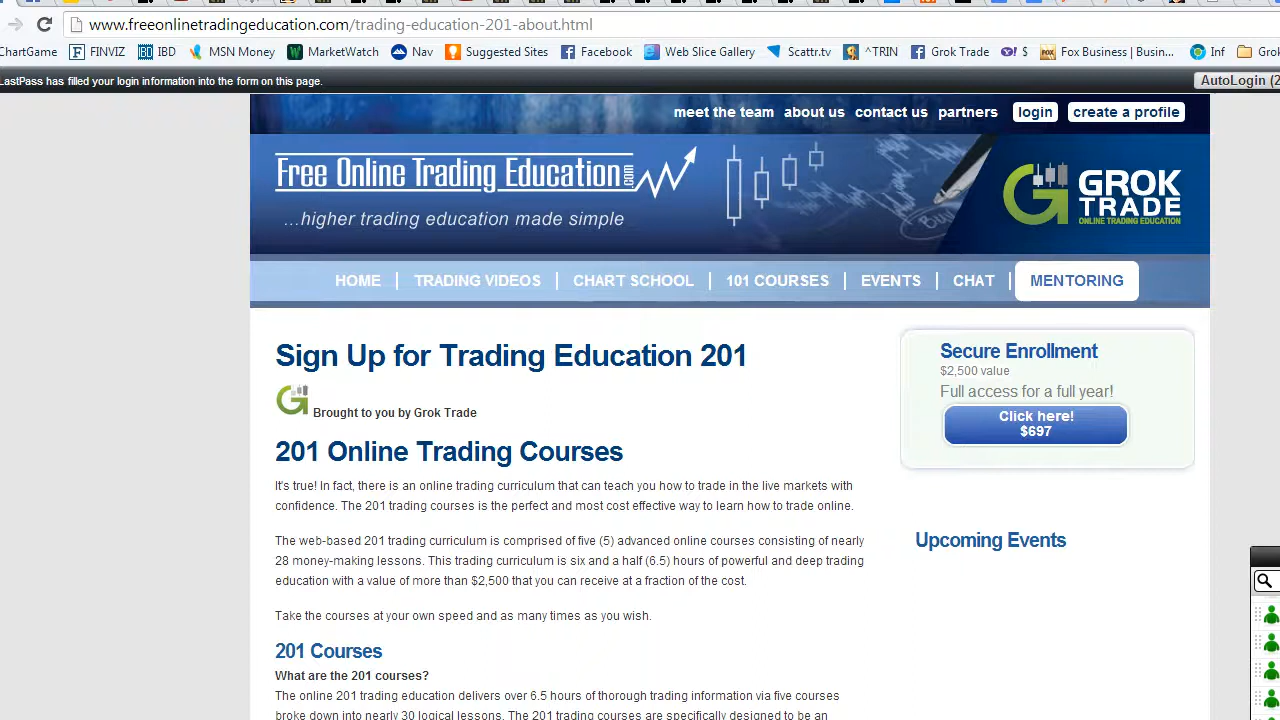 www.freeonlinetradingeducation.com/trading-education-201-about.html
ChartGame FINVIZ IBD MSN Money MarketWatch Nav Suggested Sites Facebook Web Slice Gallery Scattr.tv ^TRIN Grok Trade Y! $ Fox Business | Busin... Inf Gro
LastPass has filled your login information into the form on this page. AutoLogin (2
meet the team about us contact us partners login create a profile
Free Online Trading Education.com
...higher trading education made simple
GROK
TRADE
ONLINE TRADING EDUCATION
HOME TRADING VIDEOS CHART SCHOOL 101 COURSES EVENTS CHAT MENTORING
Sign Up for Trading Education 201
Brought to you by Grok Trade
201 Online Trading Courses
It's true! In fact, there is an online trading curriculum that can teach you how to trade in the live markets with
confidence. The 201 trading courses is the perfect and most cost effective way to learn how to trade online.
The web-based 201 trading curriculum is comprised of five (5) advanced online courses consisting of nearly
28 money-making lessons. This trading curriculum is six and a half (6.5) hours of powerful and deep trading
education with a value of more than $2,500 that you can receive at a fraction of the cost.
Take the courses at your own speed and as many times as you wish.
201 Courses
What are the 201 courses?
The online 201 trading education delivers over 6.5 hours of thorough trading information via five courses
broke down into nearly 30 logical lessons. The 201 trading courses are specifically designed to be an
Secure Enrollment
$2,500 value
Full access for a full year!
Click here!
$697
Upcoming Events